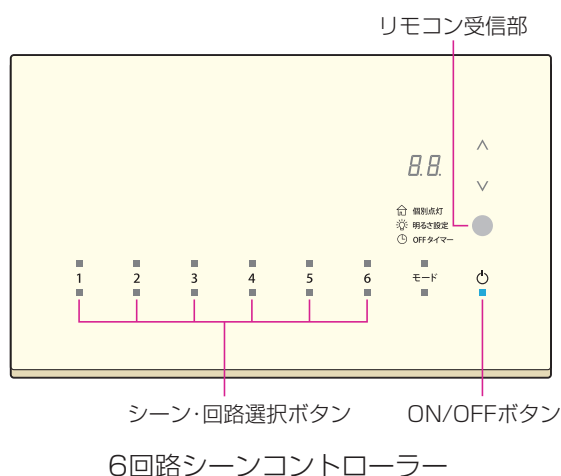 リモコン受信部
8.8.
個別点灯
明るさ設定
OFFタイマー
1 2 3 4 5 6 モード
シーン・回路選択ボタン ON/OFFボタン
6回路シーンコントローラー